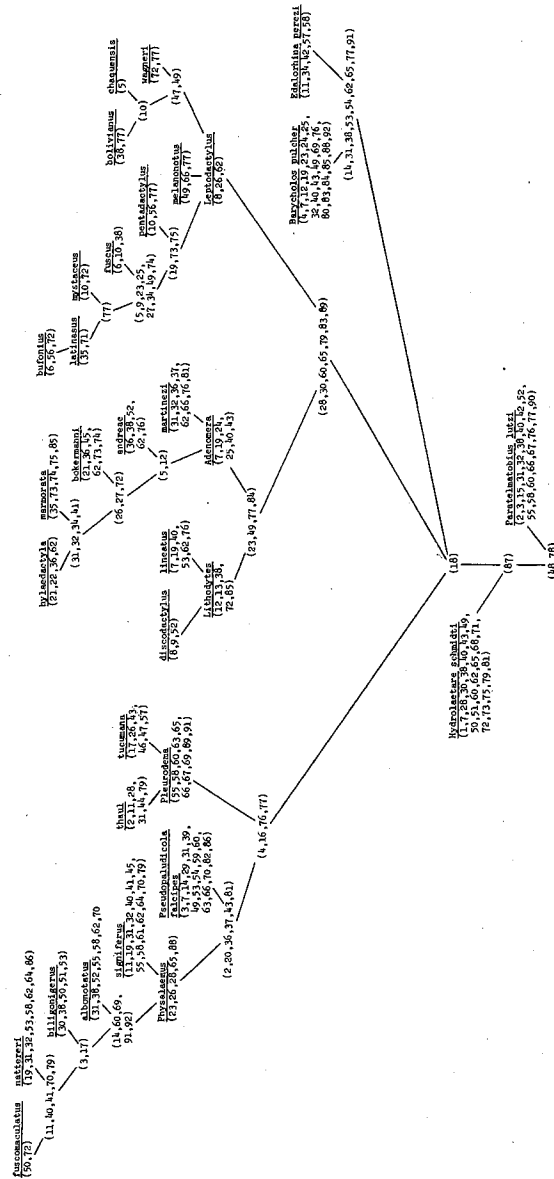 fuscomaculatus
(50,72)
nattereri
(19,31,32,53,58,62,64,86)
(11,40,41,70,79)
biligonigerus
(30,38,50,51,53)
(3,17)
albonotatus
(31,38,52,55,58,62,70
(14,60,69,
91,92)
signiferus
(11,19,31,32,40,41,45,
55,58,61,62,64,70,79)
Physalaemus
(23,26,28,65,88)
Pseudopaludicola
falcipes
(3,7,14,29,31,39,
49,53,54,59,60,
63,66,70,82,86)
(2,20,36,37,43,81)
thaul
(2,11,28,
31,44,79)
tucumana
(17,26,43,
46,47,57)
Pleurodema
(55,58,60,63,65,
66,67,69,89,91)
(4,16,76,77)
hylaedactyla
(21,22,36,62)
marmorata
(35,73,74,75,85)
(31,32,34,41)
bokermanni
(21,36,45,
62,73,74)
(26,27,72)
andreae
(36,38,52,
62,76)
(5,12)
martinezi
(31,32,36,37,
62,66,76,81)
Adenomera
(7,19,24,
25,40,43)
discodactylus
(8,9,52)
lineatus
(7,19,40,
53,62,76)
Lithodytes
(12,13,38,
72,85)
(23,49,77,84)
bufonius
(6,56,72)
latinasus
(35,71)
mystaceus
(10,72)
(77)
fuscus
(6,10,38)
(5,9,23,25,
27,34,49,74)
pentadactylus
(10,56,77)
(19,73,75)
melanonotus
(49,66,77)
bolivianus
(38,77)
chaquensis
(5)
(10)
wagneri
(72,77)
(47,49)
Leptodactylus
(8,26,62)
(28,30,60,65,79,83,89)
Barycholos pulcher
(4,7,12,19,23,24,25,
32,40,43,49,69,76,
80,83,84,85,88,92)
Edalorhina perezi
(11,34,42,57,58)
(14,31,38,53,54,62,65,77,91)
(18)
Hydrolaetare schmidti
(1,7,28,30,38,40,43,49,
50,51,60,62,65,68,71,
72,73,75,79,81)
(87)
Paratelmatobius lutzi
(2,3,15,31,32,38,40,42,52,
55,58,60,66,67,76,77,90)
(48,78)